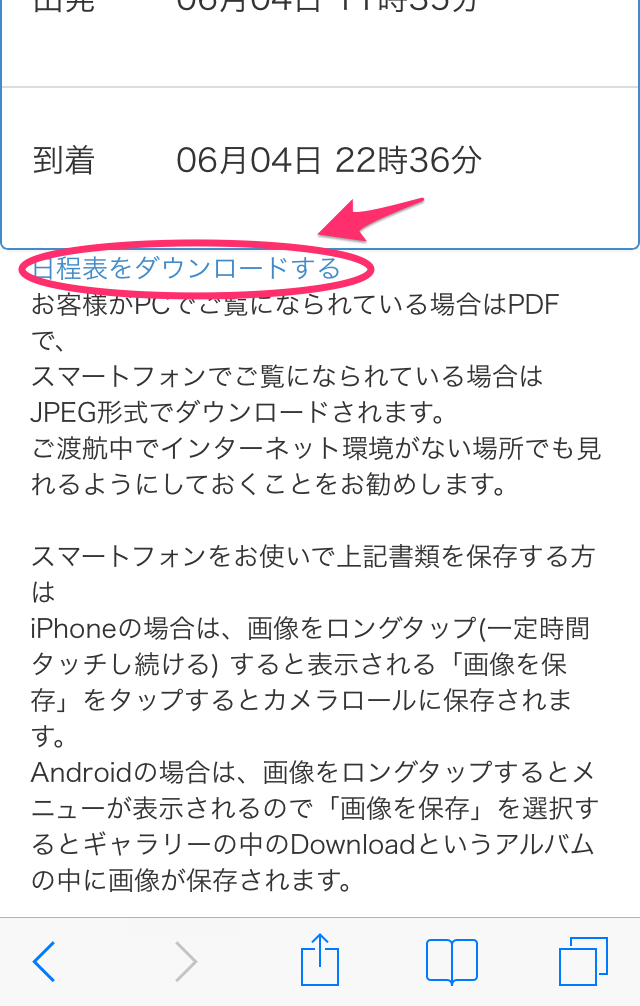 出発 06月04日 11時35分
到着 06月04日 22時36分
日程表をダウンロードする
お客様がPCでご覧になられている場合はPDF
で、
スマートフォンでご覧になられている場合は
JPEG形式でダウンロードされます。
ご渡航中でインターネット環境がない場所でも見
れるようにしておくことをお勧めします。
スマートフォンをお使いで上記書類を保存する方
は
iPhoneの場合は、画像をロングタップ(一定時間
タッチし続ける) すると表示される「画像を保
存」をタップするとカメラロールに保存されま
す。
Androidの場合は、画像をロングタップするとメ
ニューが表示されるので「画像を保存」を選択す
るとギャラリーの中のDownloadというアルバム
の中に画像が保存されます。